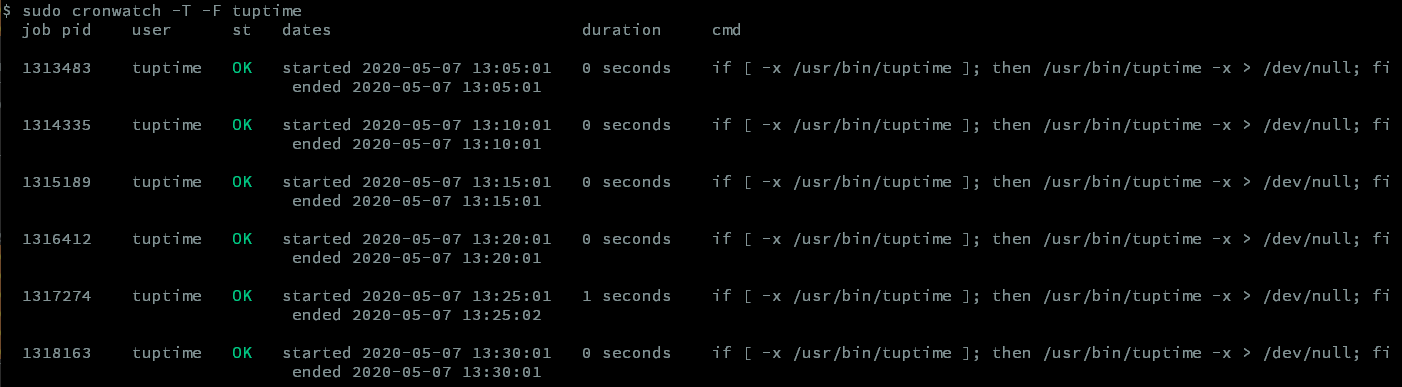 $ sudo cronwatch -T -F tuptime
job pid user st dates duration cmd
1313483 tuptime OK started 2020-05-07 13:05:01 0 seconds if [ -x /usr/bin/tuptime ]; then /usr/bin/tuptime -x > /dev/null; fi
ended 2020-05-07 13:05:01
1314335 tuptime OK started 2020-05-07 13:10:01 0 seconds if [ -x /usr/bin/tuptime ]; then /usr/bin/tuptime -x > /dev/null; fi
ended 2020-05-07 13:10:01
1315189 tuptime OK started 2020-05-07 13:15:01 0 seconds if [ -x /usr/bin/tuptime ]; then /usr/bin/tuptime -x > /dev/null; fi
ended 2020-05-07 13:15:01
1316412 tuptime OK started 2020-05-07 13:20:01 0 seconds if [ -x /usr/bin/tuptime ]; then /usr/bin/tuptime -x > /dev/null; fi
ended 2020-05-07 13:20:01
1317274 tuptime OK started 2020-05-07 13:25:01 1 seconds if [ -x /usr/bin/tuptime ]; then /usr/bin/tuptime -x > /dev/null; fi
ended 2020-05-07 13:25:02
1318163 tuptime OK started 2020-05-07 13:30:01 0 seconds if [ -x /usr/bin/tuptime ]; then /usr/bin/tuptime -x > /dev/null; fi
ended 2020-05-07 13:30:01